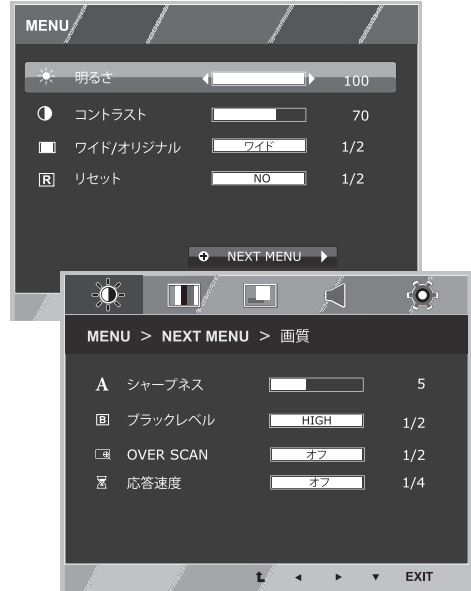 MENU
明るさ 100
コントラスト 70
ワイド/オリジナル ワイド 1/2
R リセット NO 1/2
NEXT MENU
MENU > NEXT MENU > 画質
A シャープネス 5
B ブラックレベル HIGH 1/2
OVER SCAN オフ 1/2
応答速度 オフ 1/4
EXIT